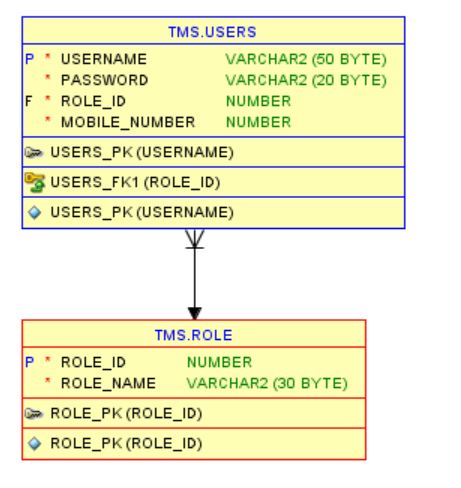 TMS.USERS
P * USERNAME VARCHAR2 (50 BYTE)
* PASSWORD VARCHAR2 (20 BYTE)
F * ROLE_ID NUMBER
* MOBILE_NUMBER NUMBER
USERS_PK (USERNAME)
USERS_FK1 (ROLE_ID)
USERS_PK (USERNAME)
TMS.ROLE
P * ROLE_ID NUMBER
* ROLE_NAME VARCHAR2 (30 BYTE)
ROLE_PK (ROLE_ID)
ROLE_PK (ROLE_ID)